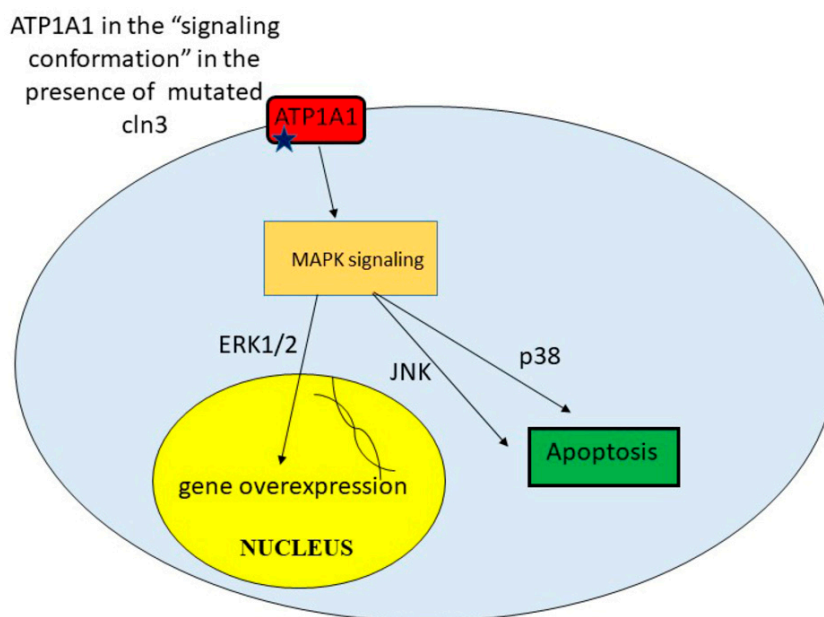 ATP1A1 in the “signaling
conformation” in the
presence of mutated
cln3
ATP1A1
MAPK signaling
ERK1/2
JNK
p38
Apoptosis
gene overexpression
NUCLEUS